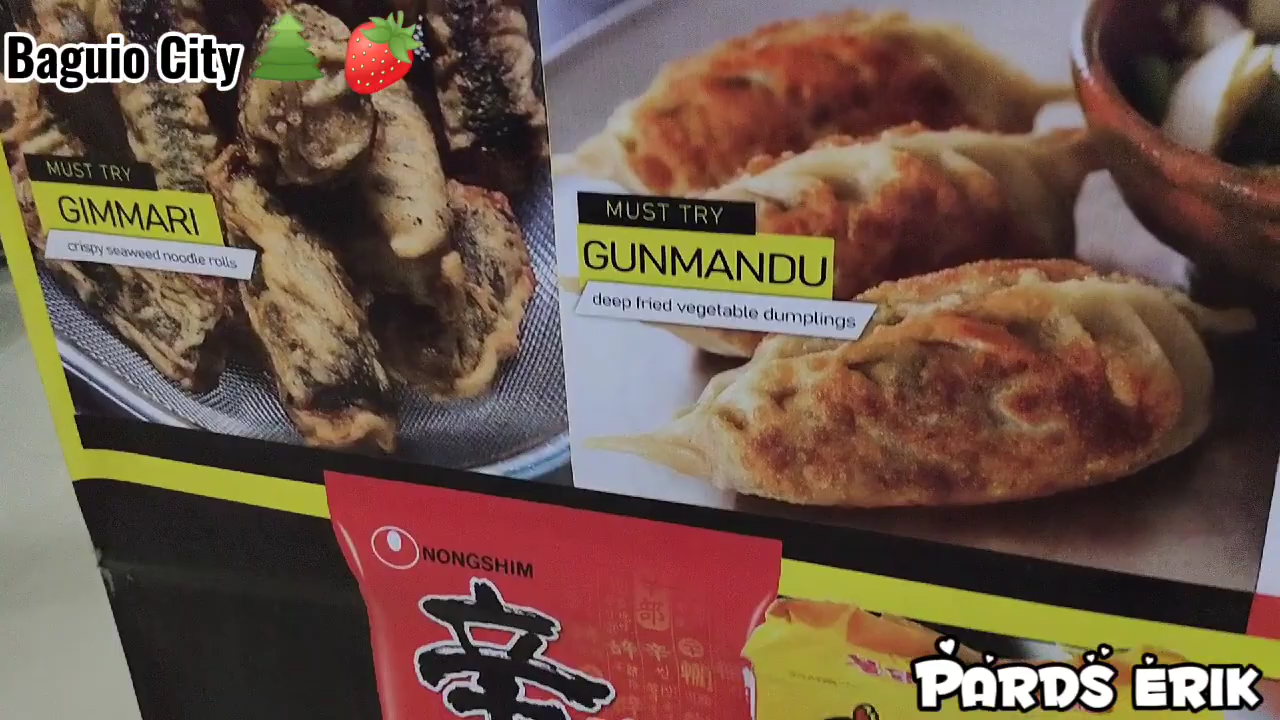 Baguio City
MUST TRY
GIMMARI
crispy seaweed noodle rolls
MUST TRY
GUNMANDU
deep fried vegetable dumplings
NONGSHIM
辛
PARDS ERIK